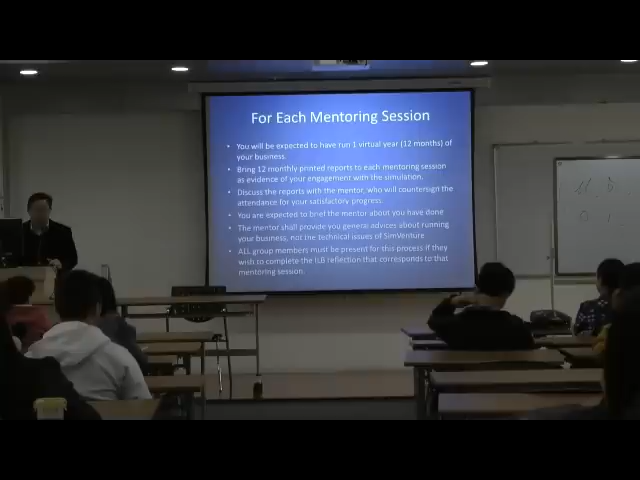 For Each Mentoring Session
• You will be expected to have run 1 virtual year (12 months) of
your business.
• Bring 12 monthly printed reports to each mentoring session
as evidence of your engagement with the simulation.
• Discuss the reports with the mentor, who will countersign the
attendance for your satisfactory progress.
• You are expected to brief the mentor about you have done
• The mentor shall provide you general advices about running
your business, not the technical issues of SimVenture
• ALL group members must be present for this process if they
wish to complete the ILB reflection that corresponds to that
mentoring session.